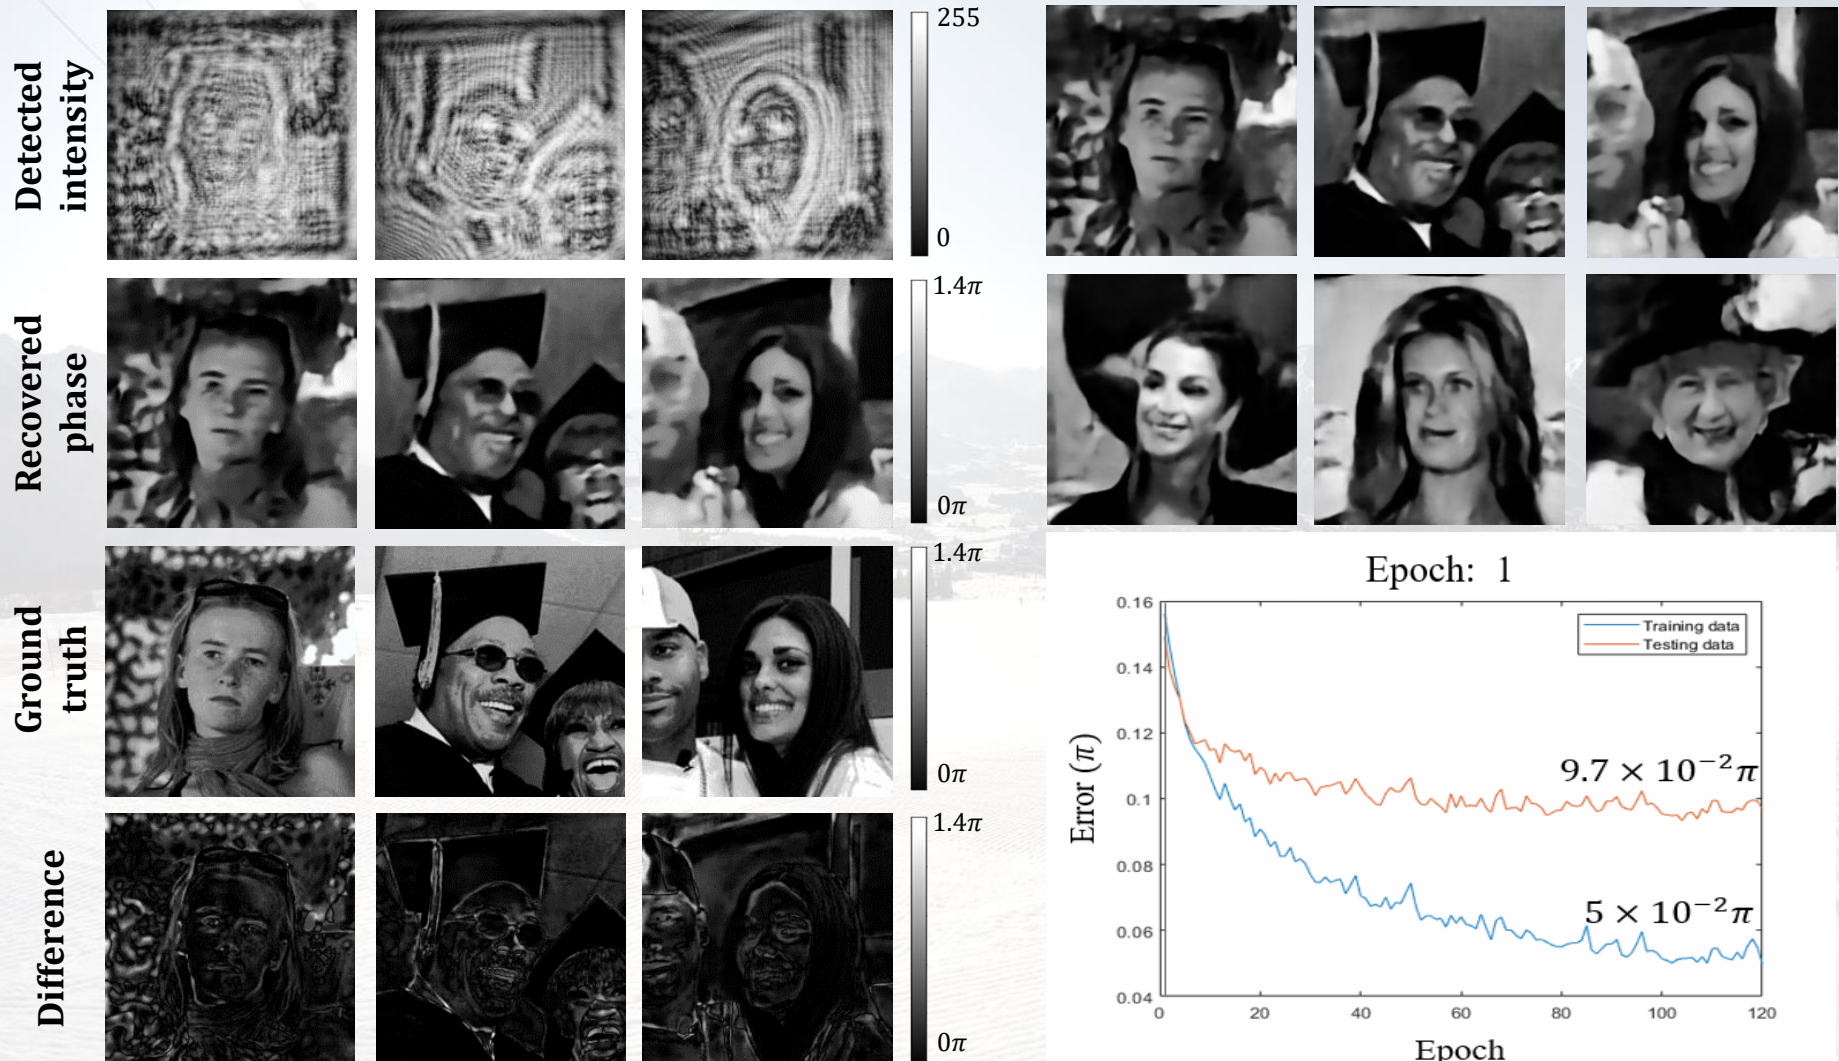 Detected
intensity
255
0
Recovered
phase
1.4π
0π
Ground
truth
1.4π
0π
Difference
1.4π
0π
Epoch: 1
0.16
0.14
0.12
0.1
0.08
0.06
0.04
Error (π)
Training data
Testing data
9.7 × 10⁻²π
5 × 10⁻²π
0
20
40
60
80
100
120
Epoch